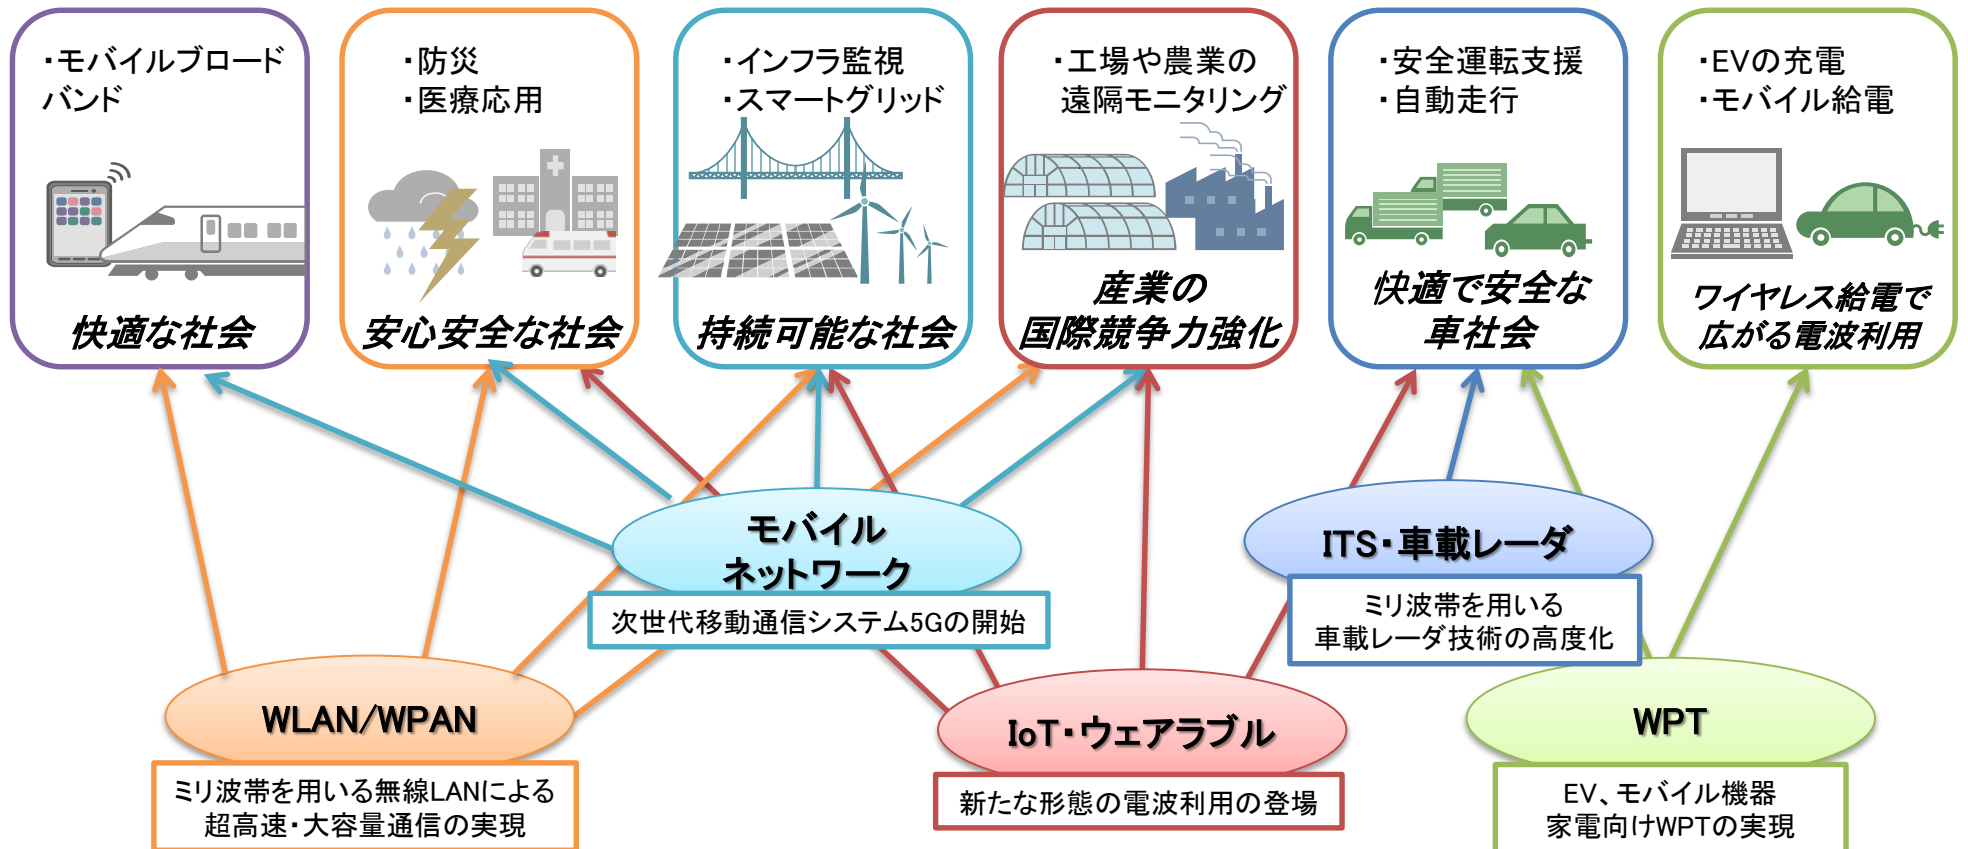 ・モバイルブロード
バンド
快適な社会
・防災
・医療応用
安心安全な社会
・インフラ監視
・スマートグリッド
持続可能な社会
・工場や農業の
遠隔モニタリング
産業の
国際競争力強化
・安全運転支援
・自動走行
快適で安全な
車社会
・EVの充電
・モバイル給電
ワイヤレス給電で
広がる電波利用
モバイル
ネットワーク
次世代移動通信システム5Gの開始
ITS・車載レーダ
ミリ波帯を用いる
車載レーダ技術の高度化
WLAN/WPAN
ミリ波帯を用いる無線LANによる
超高速・大容量通信の実現
IoT・ウェアラブル
新たな形態の電波利用の登場
WPT
EV、モバイル機器
家電向けWPTの実現